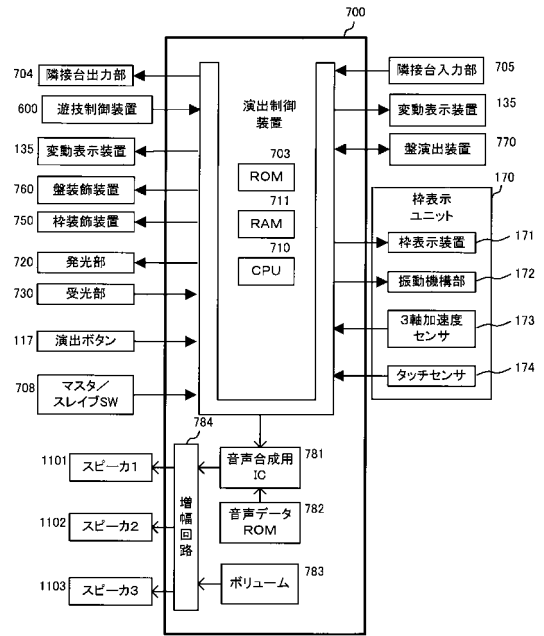 700
704
隣接台出力部
600
遊技制御装置
135
変動表示装置
760
盤装飾装置
750
枠装飾装置
720
発光部
730
受光部
117
演出ボタン
708
マスタ/
スレイブSW
演出制御
装置
703
ROM
711
RAM
710
CPU
隣接台入力部
705
変動表示装置
135
盤演出装置
770
170
枠表示
ユニット
枠表示装置
171
振動機構部
172
3軸加速度
センサ
173
タッチセンサ
174
784
増幅回路
1101
スピーカ1
1102
スピーカ2
1103
スピーカ3
音声合成用
IC
781
音声データ
ROM
782
ボリューム
783